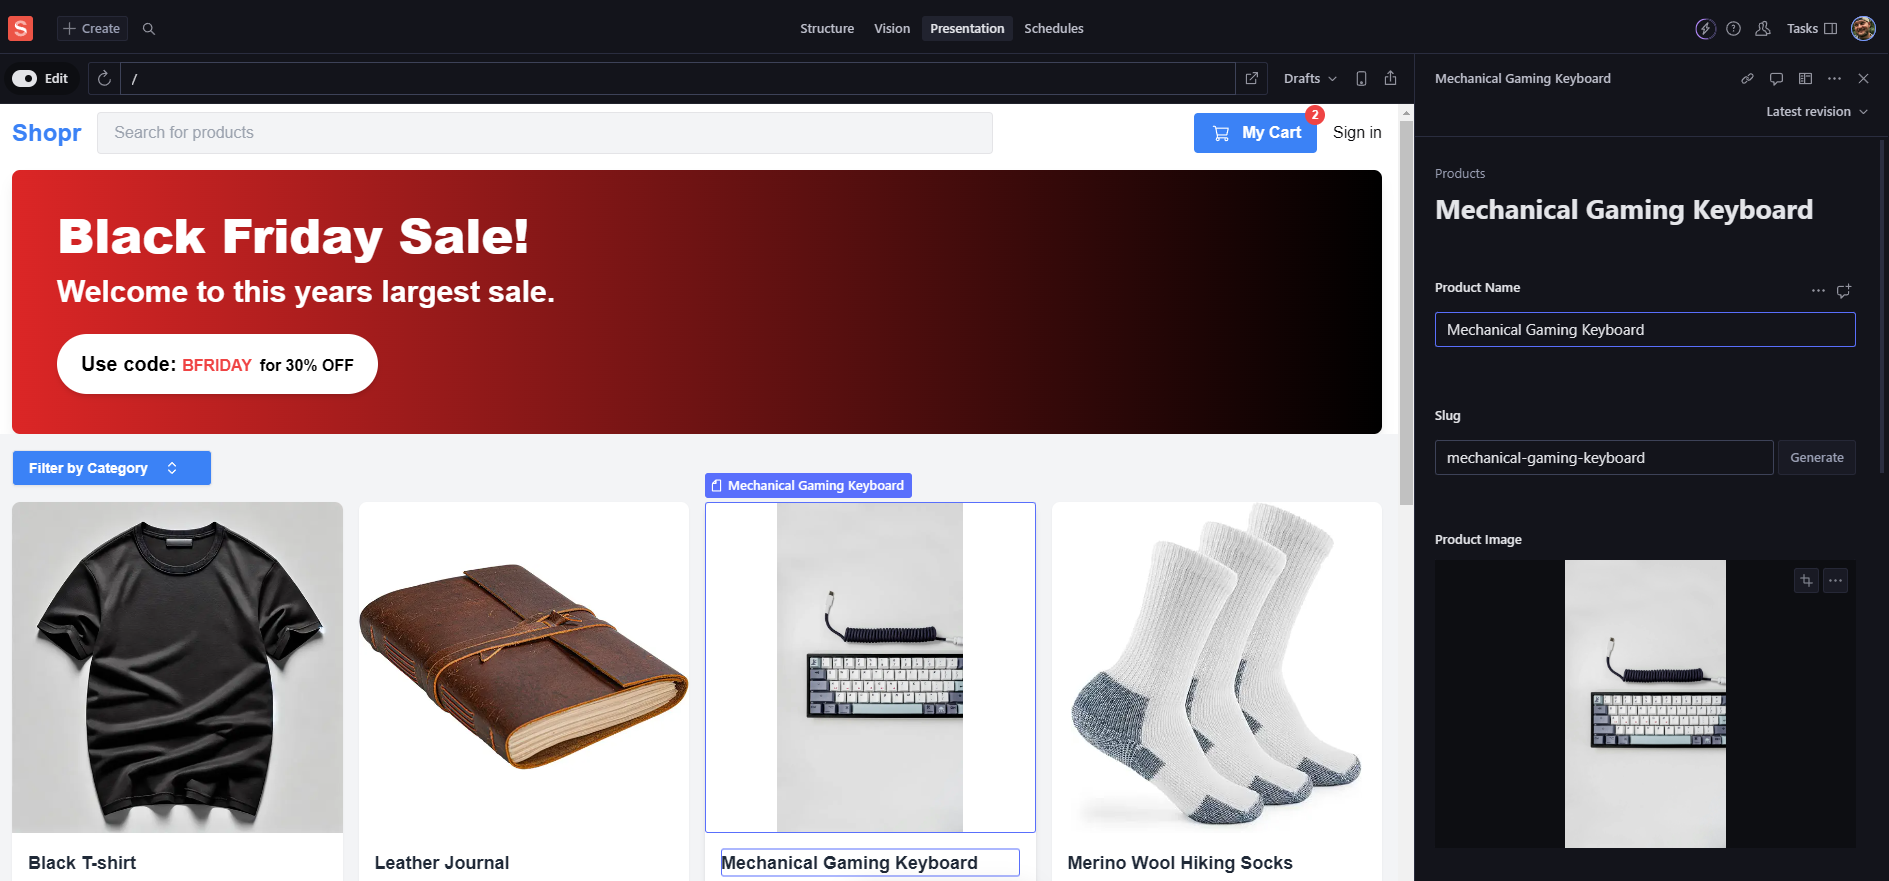 S
Create
Structure
Vision
Presentation
Schedules
Tasks
Edit
/
Drafts
Mechanical Gaming Keyboard
Latest revision
Shopr
Search for products
My Cart
2
Sign in
Black Friday Sale!
Welcome to this years largest sale.
Use code: BFRIDAY for 30% OFF
Filter by Category
Mechanical Gaming Keyboard
Black T-shirt
Leather Journal
Mechanical Gaming Keyboard
Merino Wool Hiking Socks
Products
Mechanical Gaming Keyboard
Product Name
Mechanical Gaming Keyboard
Slug
mechanical-gaming-keyboard
Generate
Product Image